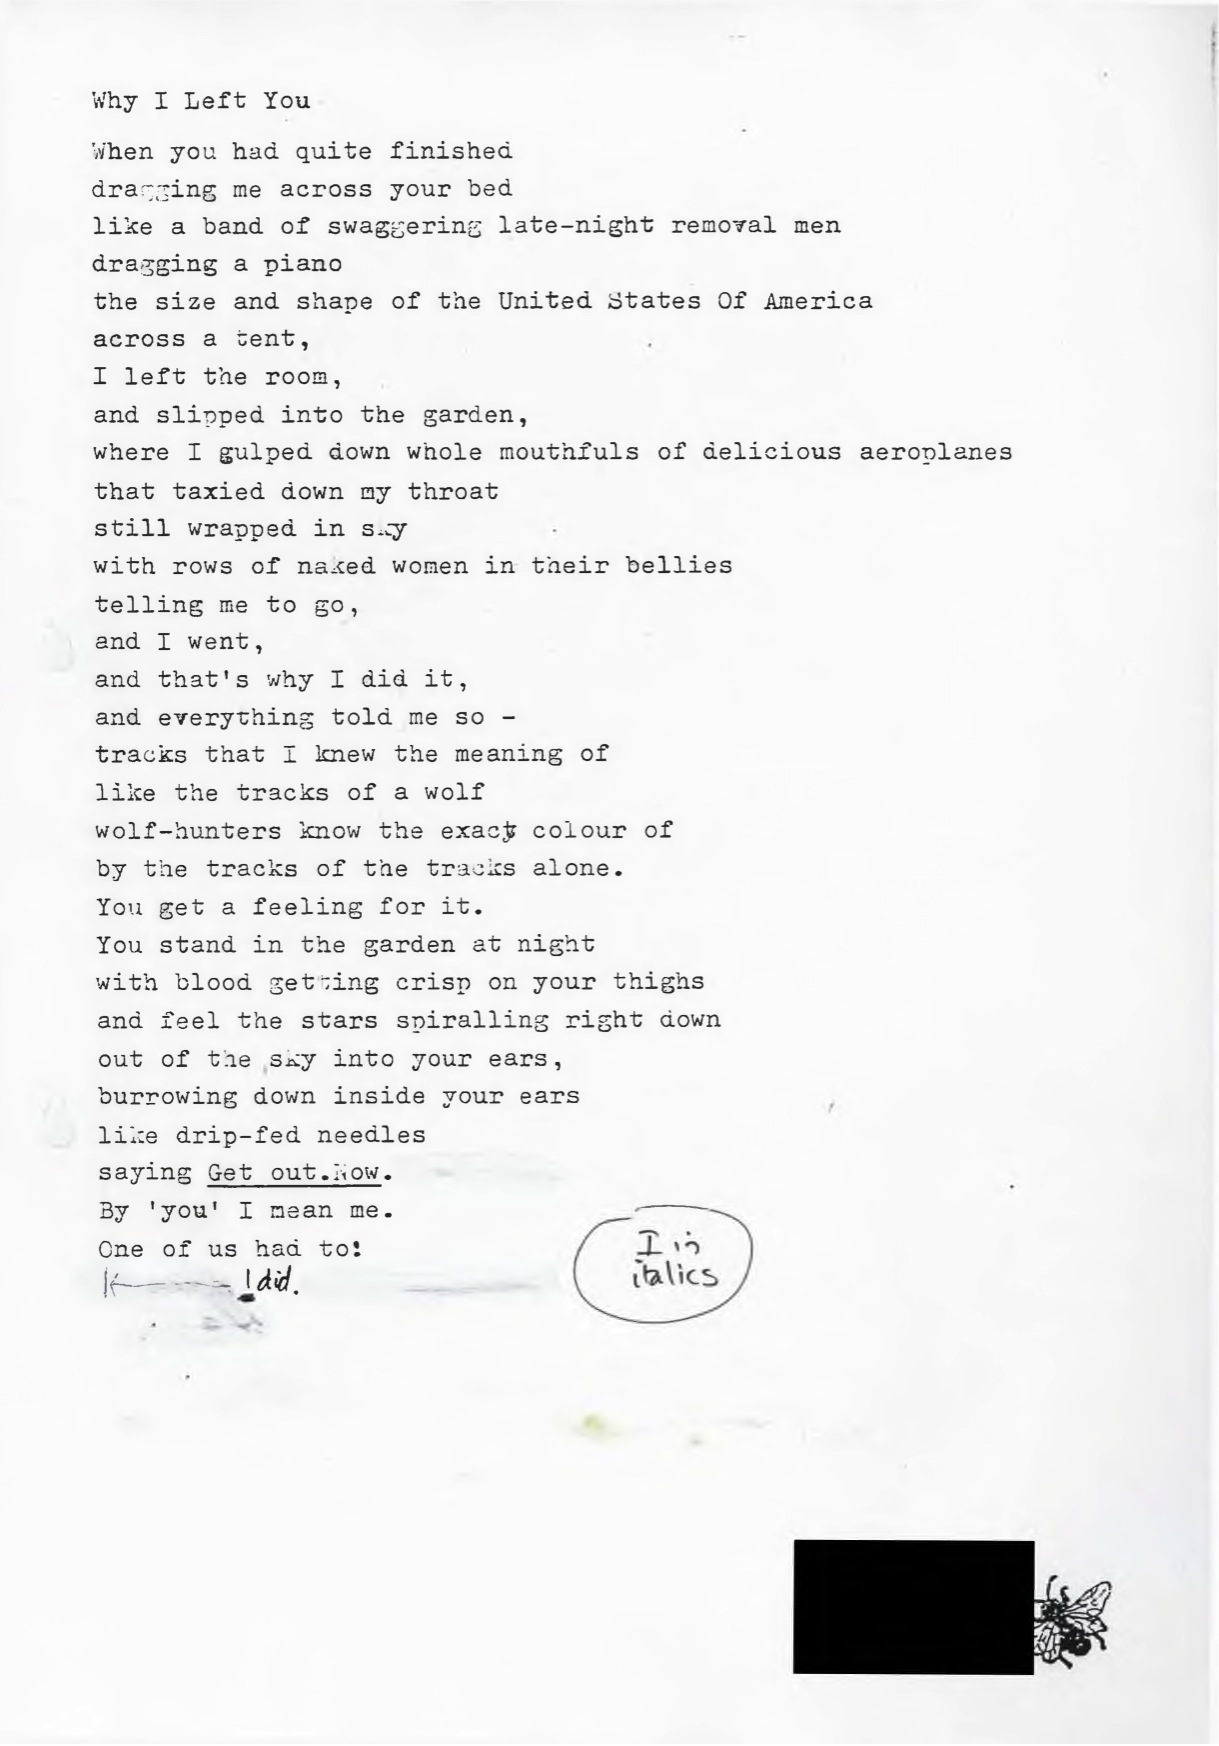 Why I Left You
When you had quite finished
dragging me across your bed
like a band of swaggering late-night removal men
dragging a piano
the size and shape of the United States Of America
across a tent,
I left the room,
and slipped into the garden,
where I gulped down whole mouthfuls of delicious aeroplanes
that taxied down my throat
still wrapped in sky
with rows of naked women in their bellies
telling me to go,
and I went,
and that's why I did it,
and everything told me so -
tracks that I knew the meaning of
like the tracks of a wolf
wolf-hunters know the exact colour of
by the tracks of the tracks alone.
You get a feeling for it.
You stand in the garden at night
with blood getting crisp on your thighs
and feel the stars spiralling right down
out of the sky into your ears,
burrowing down inside your ears
like drip-fed needles
saying Get out.Now.
By 'you' I mean me.
One of us had to:
I did.
I in
italics